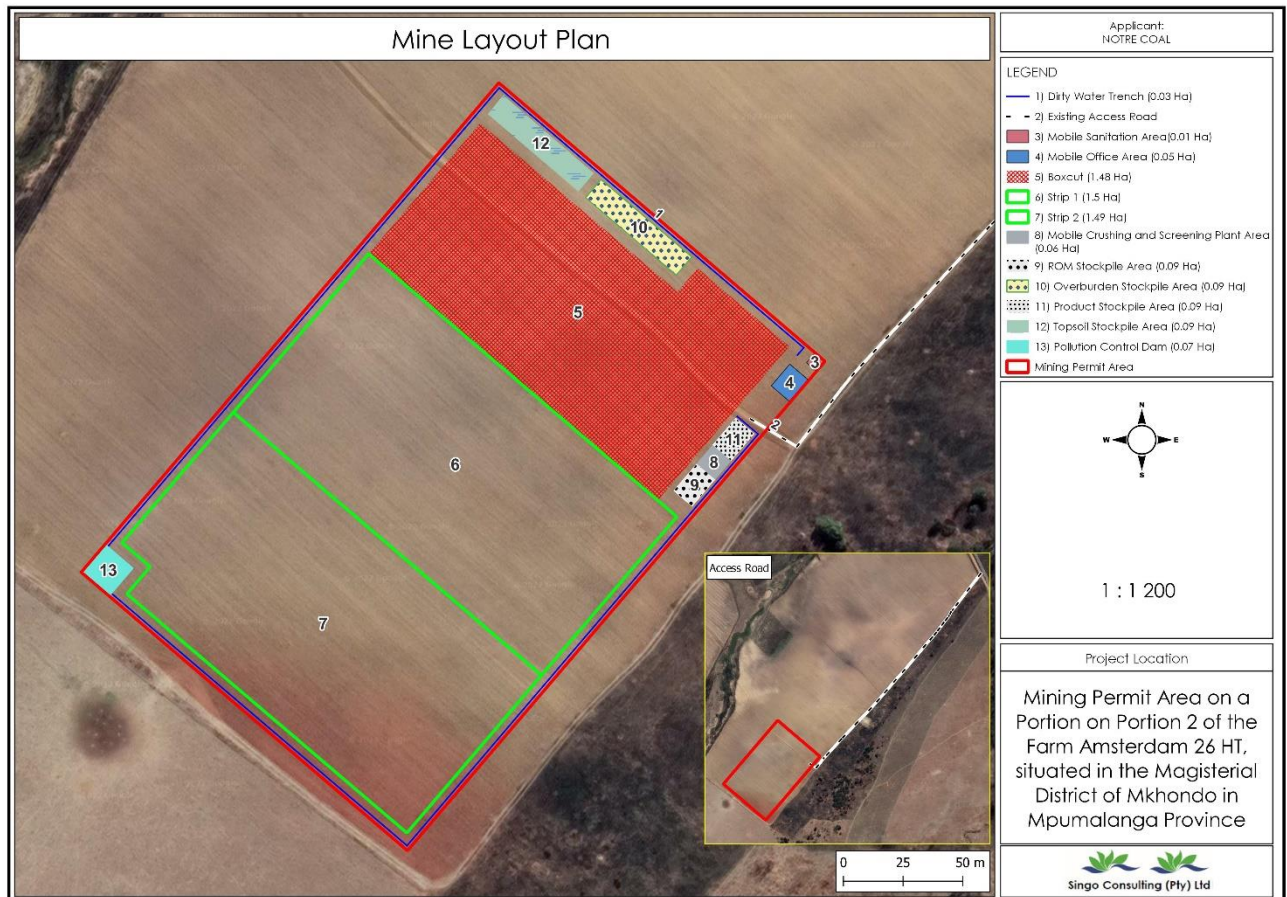 Mine Layout Plan
12
10
1
5
3
4
2
11
8
9
6
13
7
Access Road
0 25 50 m
Applicant:
NOTRE COAL
LEGEND
1) Dirty Water Trench (0.03 Ha)
2) Existing Access Road
3) Mobile Sanitation Area(0.01 Ha)
4) Mobile Office Area (0.05 Ha)
5) Boxcut (1.48 Ha)
6) Strip 1 (1.5 Ha)
7) Strip 2 (1.49 Ha)
8) Mobile Crushing and Screening Plant Area
(0.06 Ha)
9) ROM Stockpile Area (0.09 Ha)
10) Overburden Stockpile Area (0.09 Ha)
11) Product Stockpile Area (0.09 Ha)
12) Topsoil Stockpile Area (0.09 Ha)
13) Pollution Control Dam (0.07 Ha)
Mining Permit Area
N
W E
S
1 : 1 200
Project Location
Mining Permit Area on a
Portion on Portion 2 of the
Farm Amsterdam 26 HT,
situated in the Magisterial
District of Mkhondo in
Mpumalanga Province
Singo Consulting (Pty) Ltd